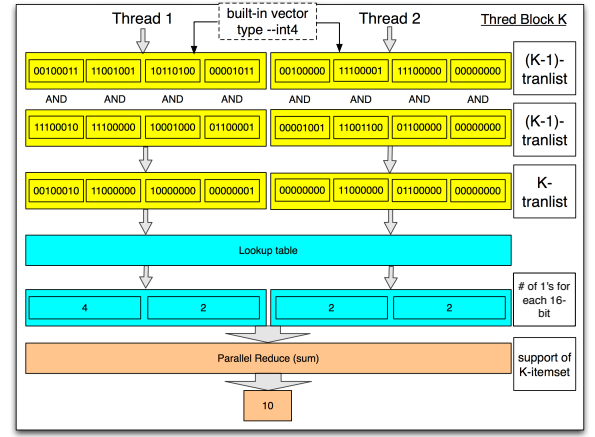 Thread 1
built-in vector
type --int4
Thread 2
Thred Block K
00100011 11001001 10110100 00001011 00100000 11100001 11100000 00000000
(K-1)-
tranlist
AND AND AND AND AND AND AND AND
11100010 11100000 10001000 01100001 00001001 11001100 01100000 00000000
(K-1)-
tranlist
00100010 11000000 10000000 00000001 00000000 11000000 01100000 00000000
K-
tranlist
Lookup table
4 2 2 2
# of 1's for
each 16-
bit
Parallel Reduce (sum)
support of
K-itemset
10